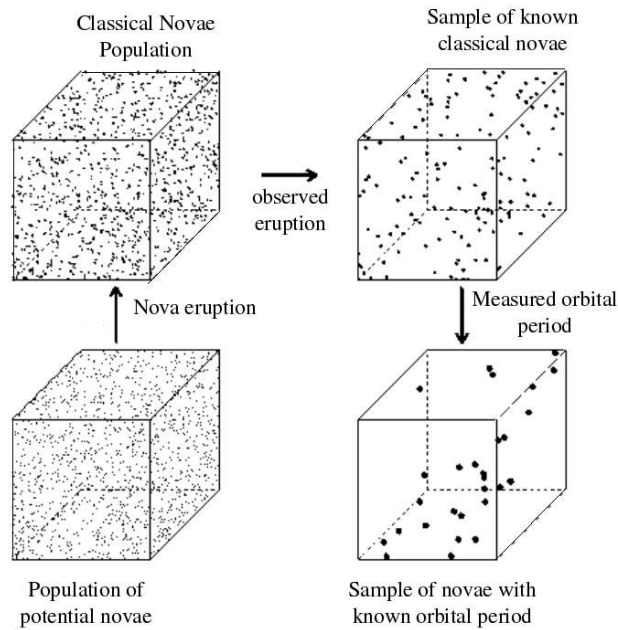 Classical Novae
Population
Sample of known
classical novae
observed
eruption
Nova eruption
Measured orbital
period
Population of
potential novae
Sample of novae with
known orbital period